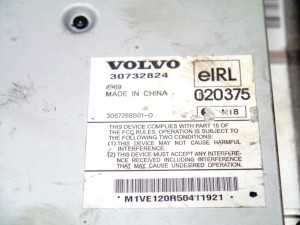 VOLVO
30732824
MADE IN CHINA
eIRL
020375
THIS DEVICE COMPLIES WITH PART 15 OF
THE FCC RULES. OPERATION IS SUBJECT TO
THE FOLLOWING TWO CONDITIONS:
(1) THIS DEVICE MAY NOT CAUSE HARMFUL
INTERFERENCE.
(2) THIS DEVICE MUST ACCEPT ANY INTERFERE-
NCE RECEIVED INCLUDING INTERFERENCE
THAT MAY CAUSE UNDESIRED OPERATION.
M1VE120R50411921